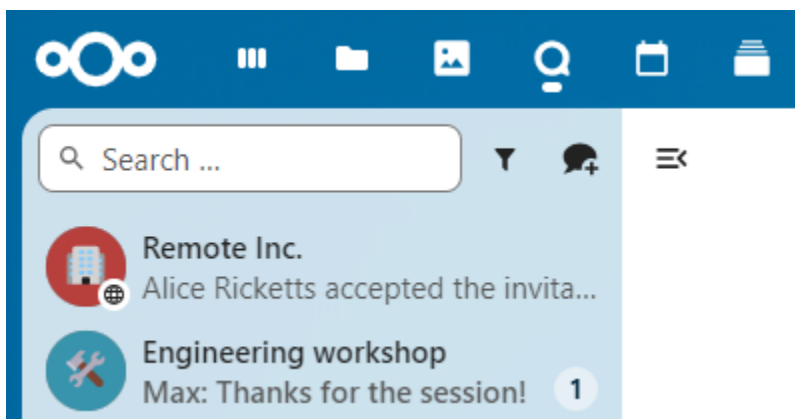 Search ...
Remote Inc.
Alice Ricketts accepted the invita...
Engineering workshop
Max: Thanks for the session! 1